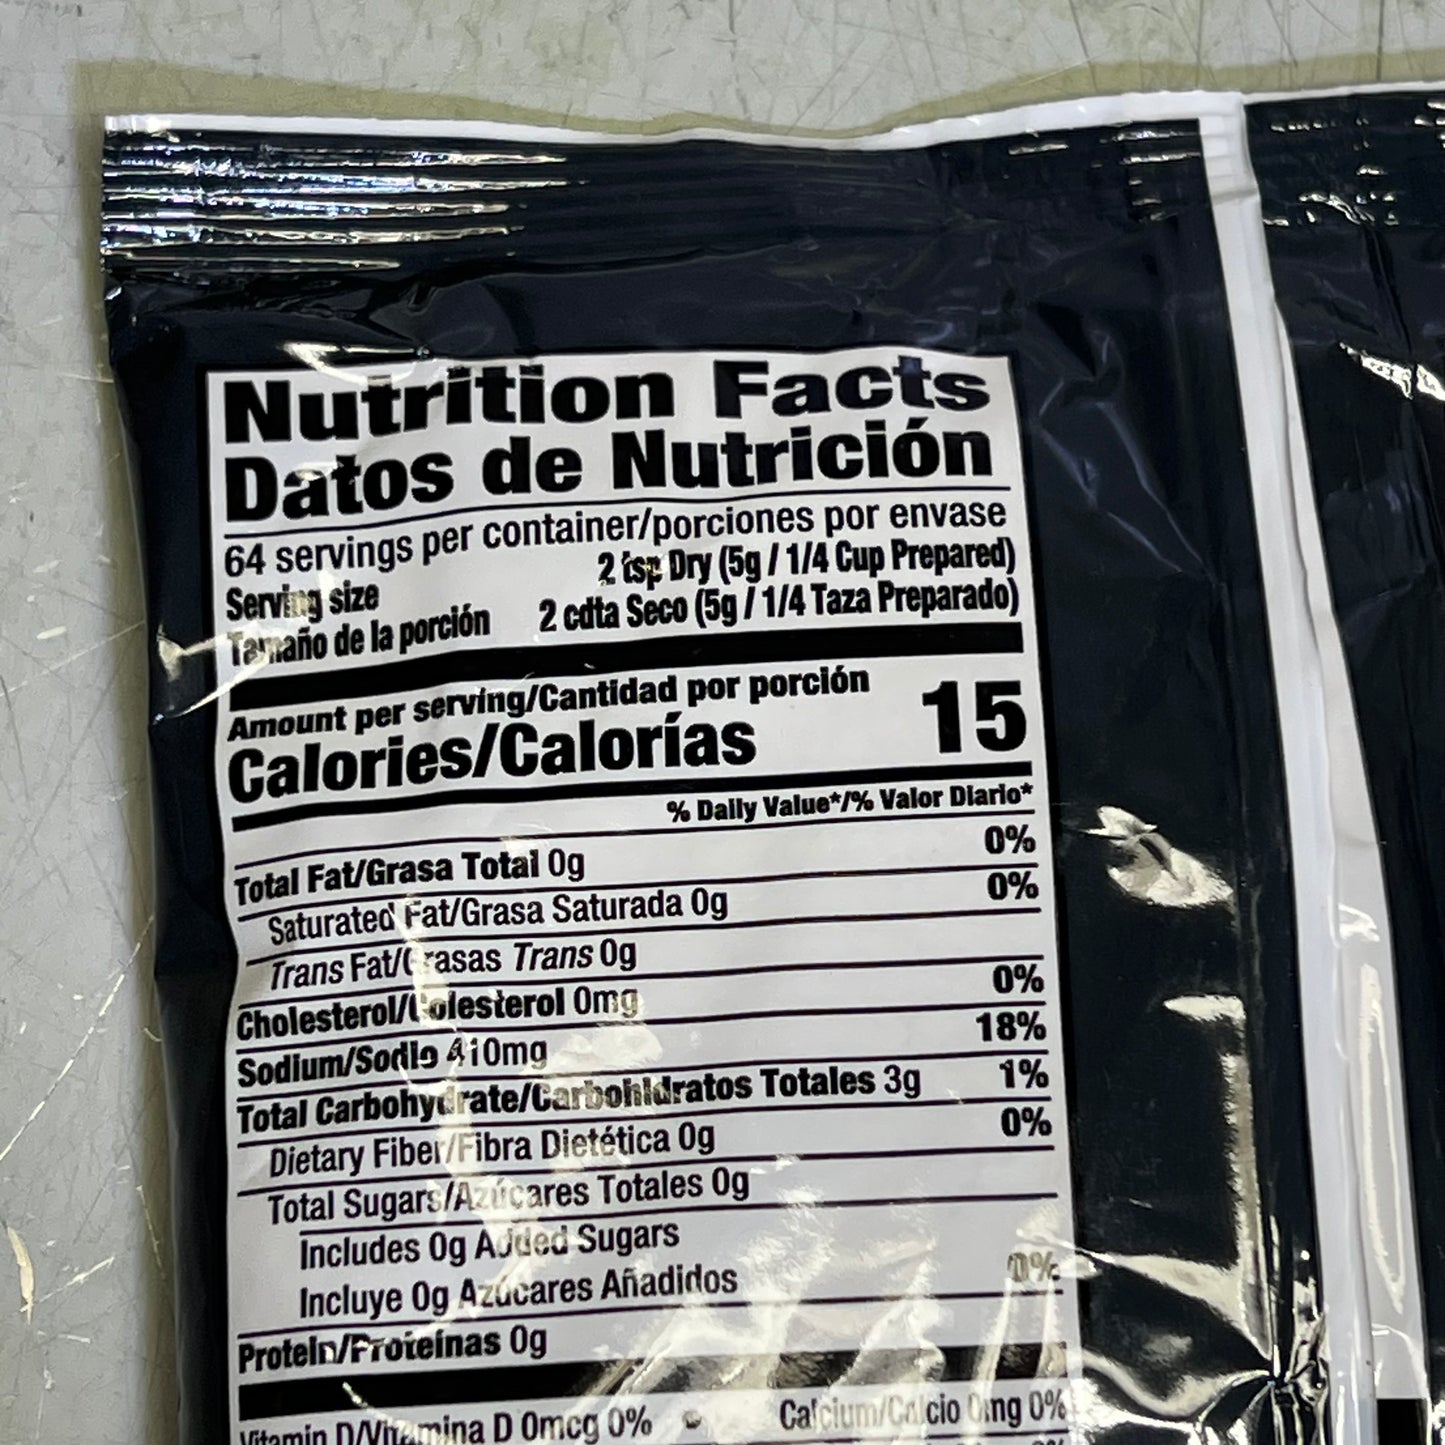 Nutrition Facts
Datos de Nutrición
64 servings per container/porciones por envase
Serving size 2 tsp Dry (5g / 1/4 Cup Prepared)
Tamaño de la porción 2 cdta Seco (5g / 1/4 Taza Preparado)
Amount per serving/Cantidad por porción
Calories/Calorías 15
% Daily Value*/% Valor Diario*
Total Fat/Grasa Total 0g 0%
Saturated Fat/Grasa Saturada 0g 0%
Trans Fat/Grasas Trans 0g
Cholesterol/Colesterol 0mg 0%
Sodium/Sodio 410mg 18%
Total Carbohydrate/Carbohidratos Totales 3g 1%
Dietary Fiber/Fibra Dietética 0g 0%
Total Sugars/Azúcares Totales 0g
Includes 0g Added Sugars
Incluye 0g Azúcares Añadidos 0%
Protein/Proteínas 0g
Vitamin D/Vitamina D 0mcg 0% Calcium/Calcio 0mg 0%